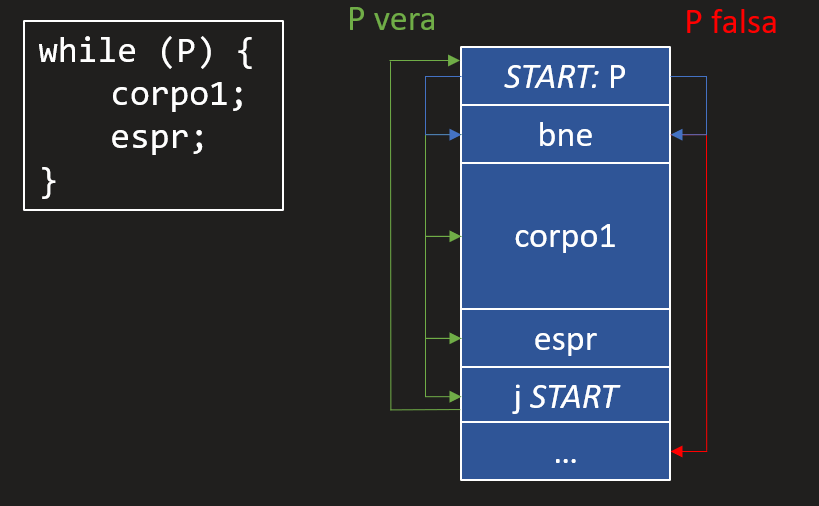 while (P) {
corpo1;
espr;
}
P vera
P falsa
START: P
bne
corpo1
espr
j START
...